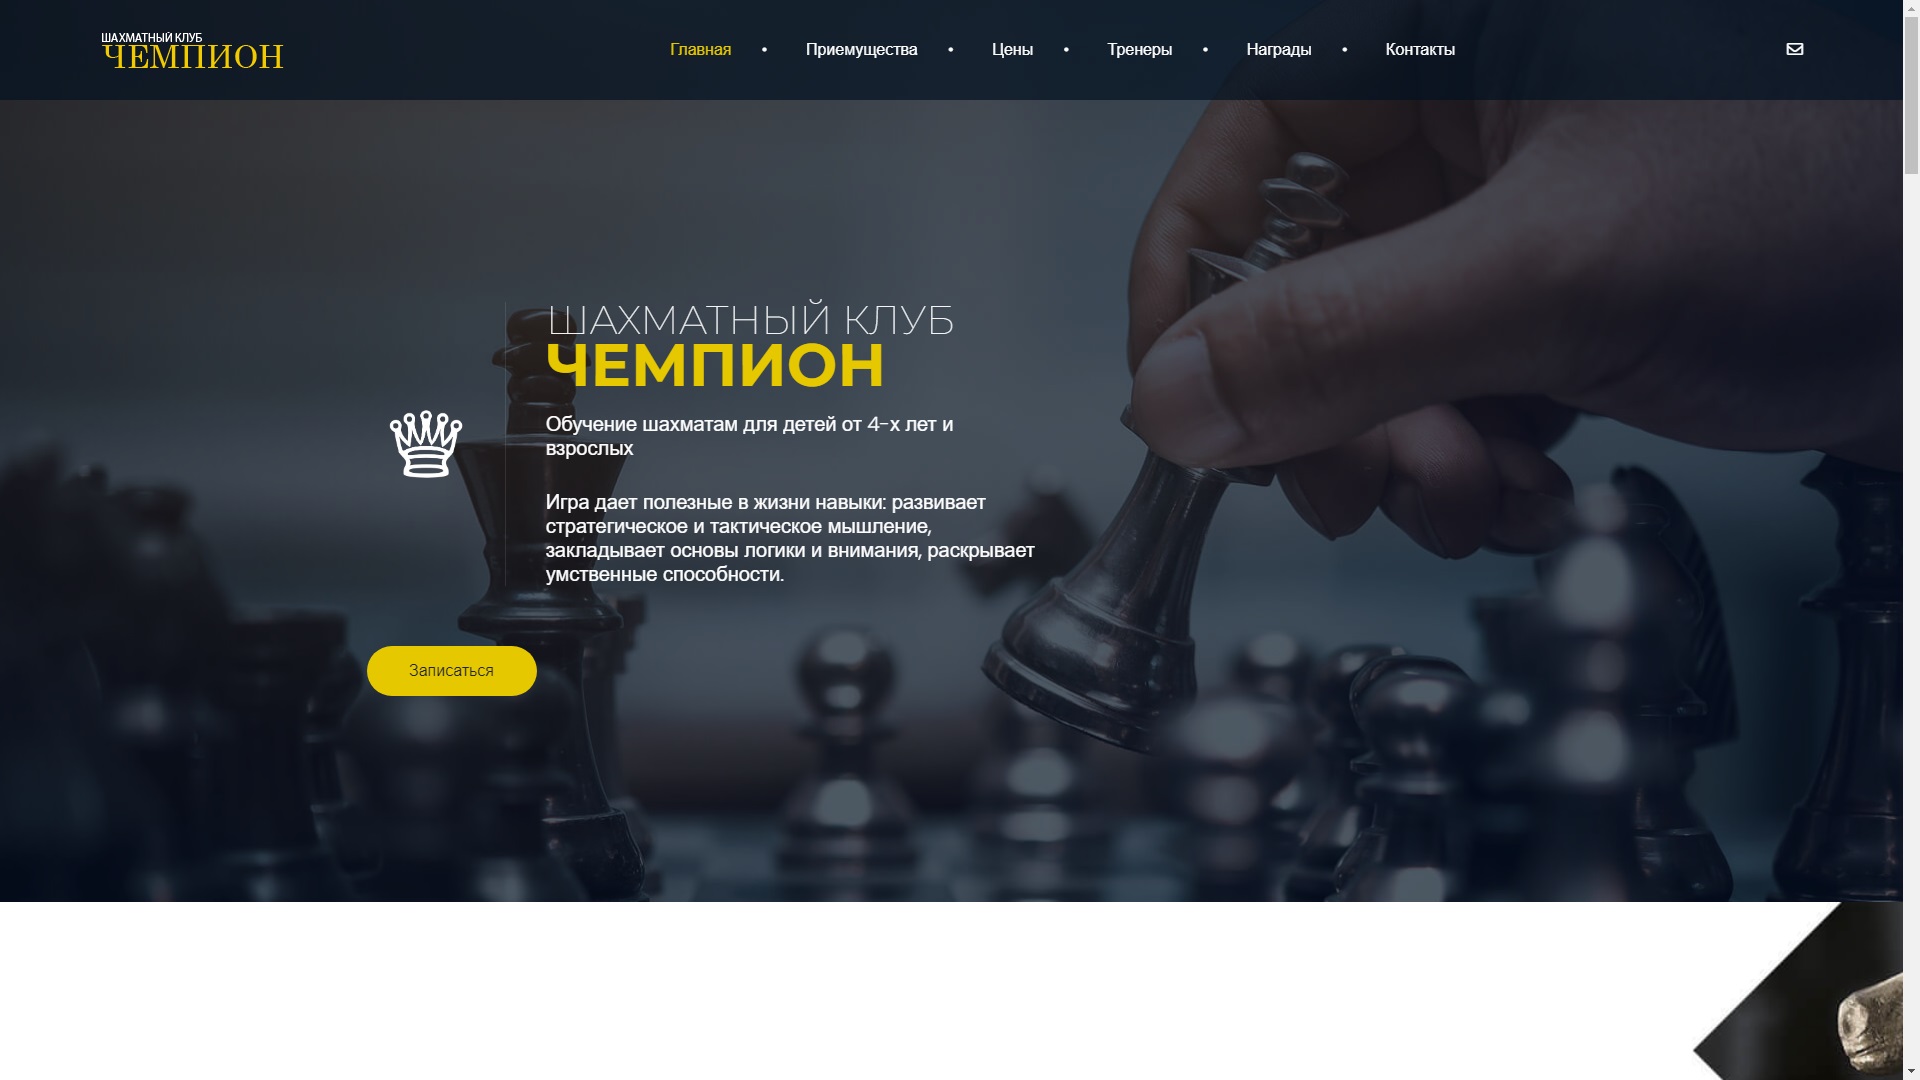 ШАХМАТНЫЙ КЛУБ
ЧЕМПИОН
Главная • Приемущества • Цены • Тренеры • Награды • Контакты
ШАХМАТНЫЙ КЛУБ
ЧЕМПИОН
Обучение шахматам для детей от 4-х лет и
взрослых
Игра дает полезные в жизни навыки: развивает
стратегическое и тактическое мышление,
закладывает основы логики и внимания, раскрывает
умственные способности.
Записаться